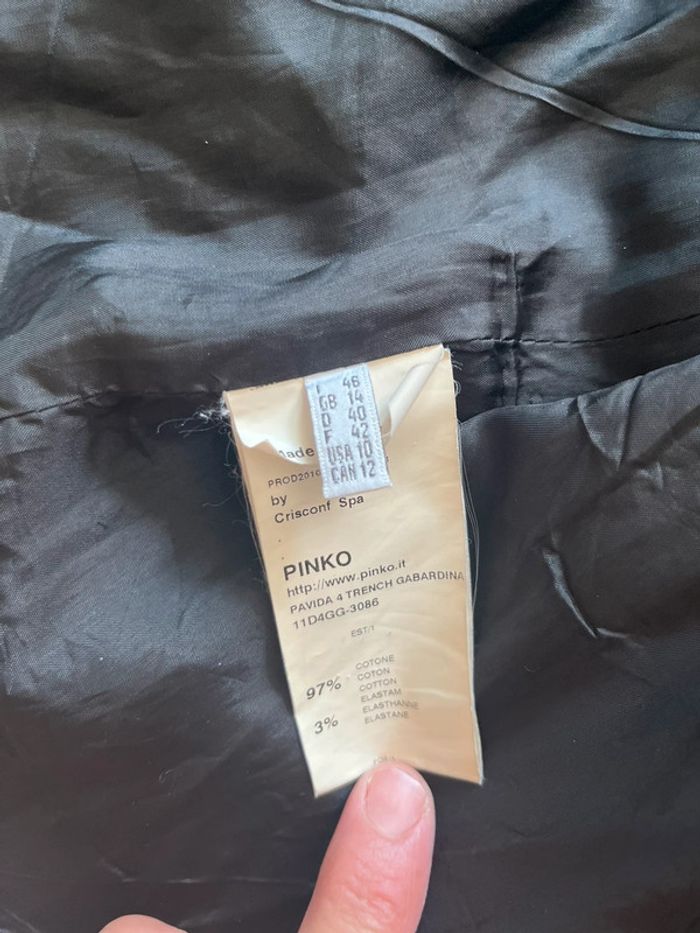 I 46
GB 14
D 40
F 42
USA 10
CAN 12
Made
PROD2010
by
Crisconf Spa
PINKO
http://www.pinko.it
PAVIDA 4 TRENCH GABARDINA
11D4GG-3086
EST/1
97% COTONE
COTON
COTTON
3% ELASTAM
ELASTHANNE
ELASTANE